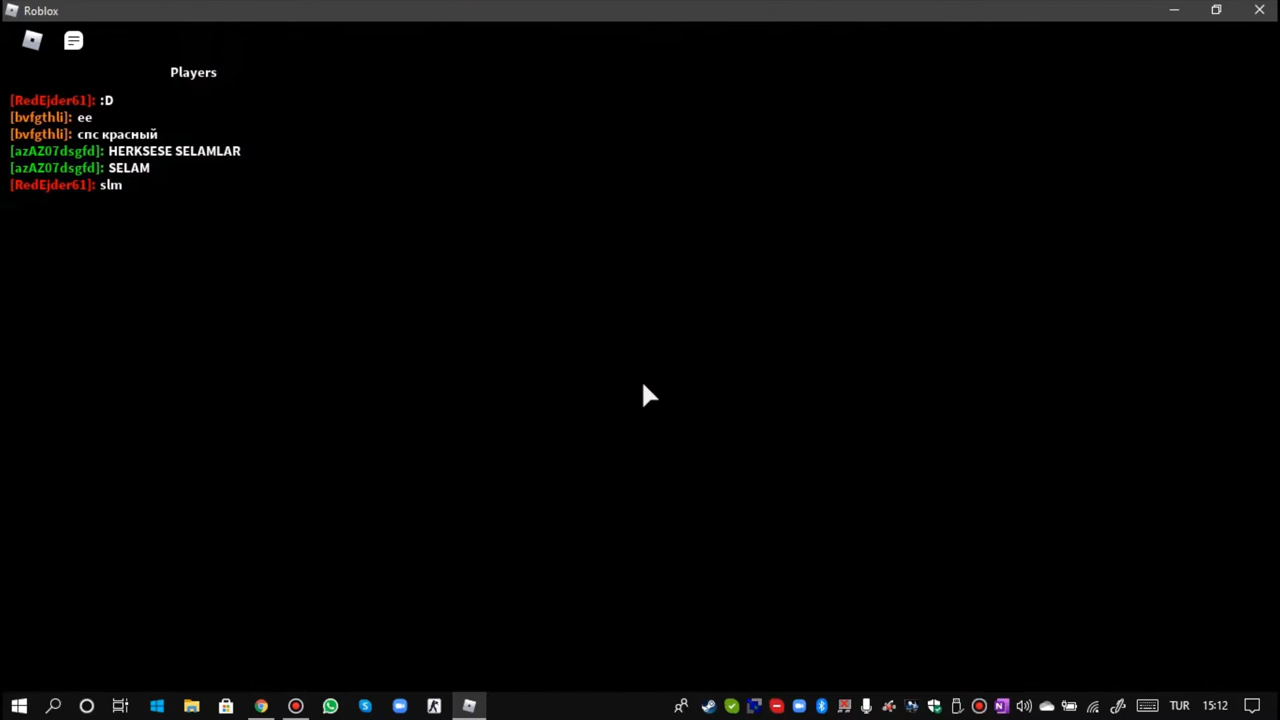 Roblox
Players
[RedEjder61]: :D
[bvfgthli]: ee
[bvfgthli]: спс красный
[azAZ07dsgfd]: HERKSESE SELAMLAR
[azAZ07dsgfd]: SELAM
[RedEjder61]: slm
TUR 15:12